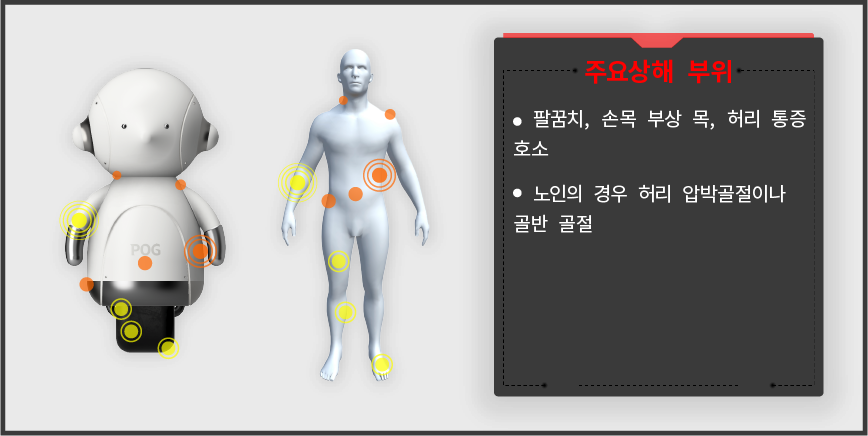 POG
주요상해 부위
● 팔꿈치, 손목 부상 목, 허리 통증
호소
● 노인의 경우 허리 압박골절이나
골반 골절